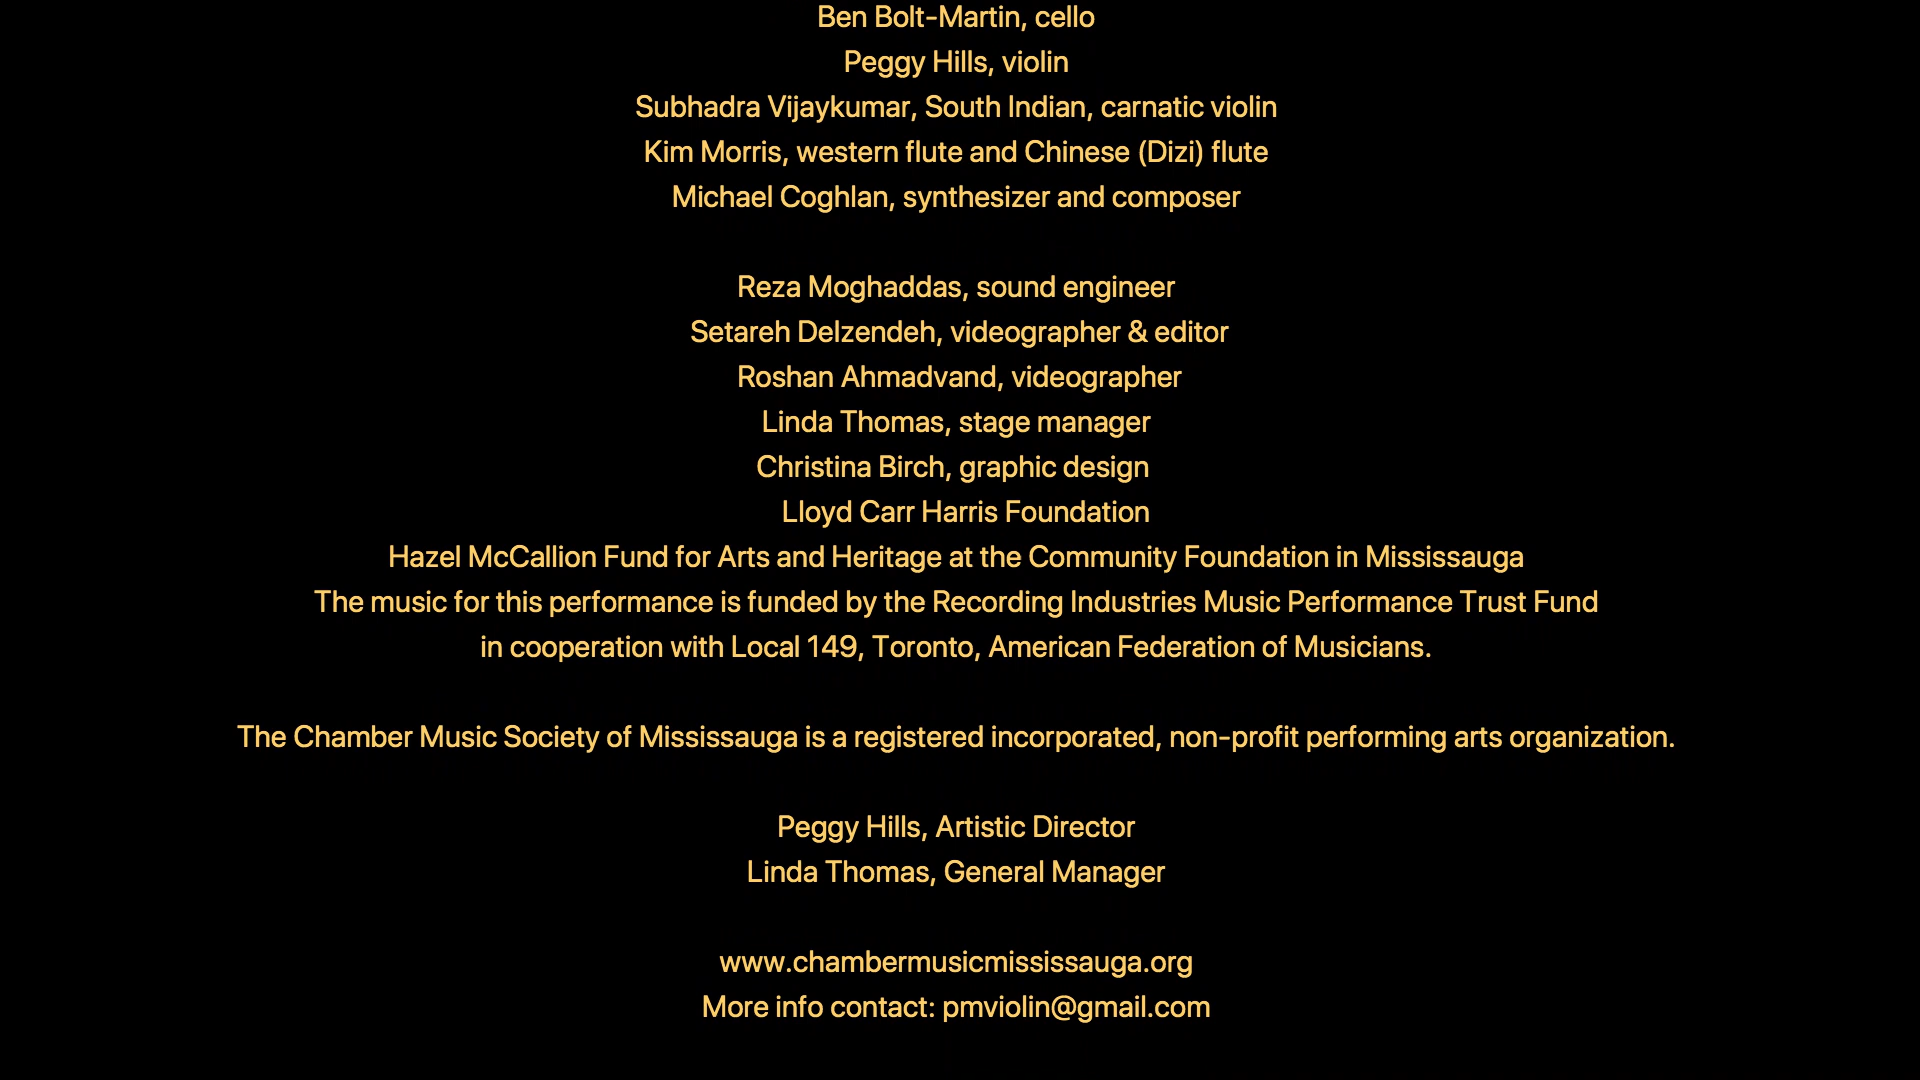 Ben Bolt-Martin, cello
Peggy Hills, violin
Subhadra Vijaykumar, South Indian, carnatic violin
Kim Morris, western flute and Chinese (Dizi) flute
Michael Coghlan, synthesizer and composer
Reza Moghaddas, sound engineer
Setareh Delzendeh, videographer & editor
Roshan Ahmadvand, videographer
Linda Thomas, stage manager
Christina Birch, graphic design
Lloyd Carr Harris Foundation
Hazel McCallion Fund for Arts and Heritage at the Community Foundation in Mississauga
The music for this performance is funded by the Recording Industries Music Performance Trust Fund
in cooperation with Local 149, Toronto, American Federation of Musicians.
The Chamber Music Society of Mississauga is a registered incorporated, non-profit performing arts organization.
Peggy Hills, Artistic Director
Linda Thomas, General Manager
www.chambermusicmississauga.org
More info contact: pmviolin@gmail.com